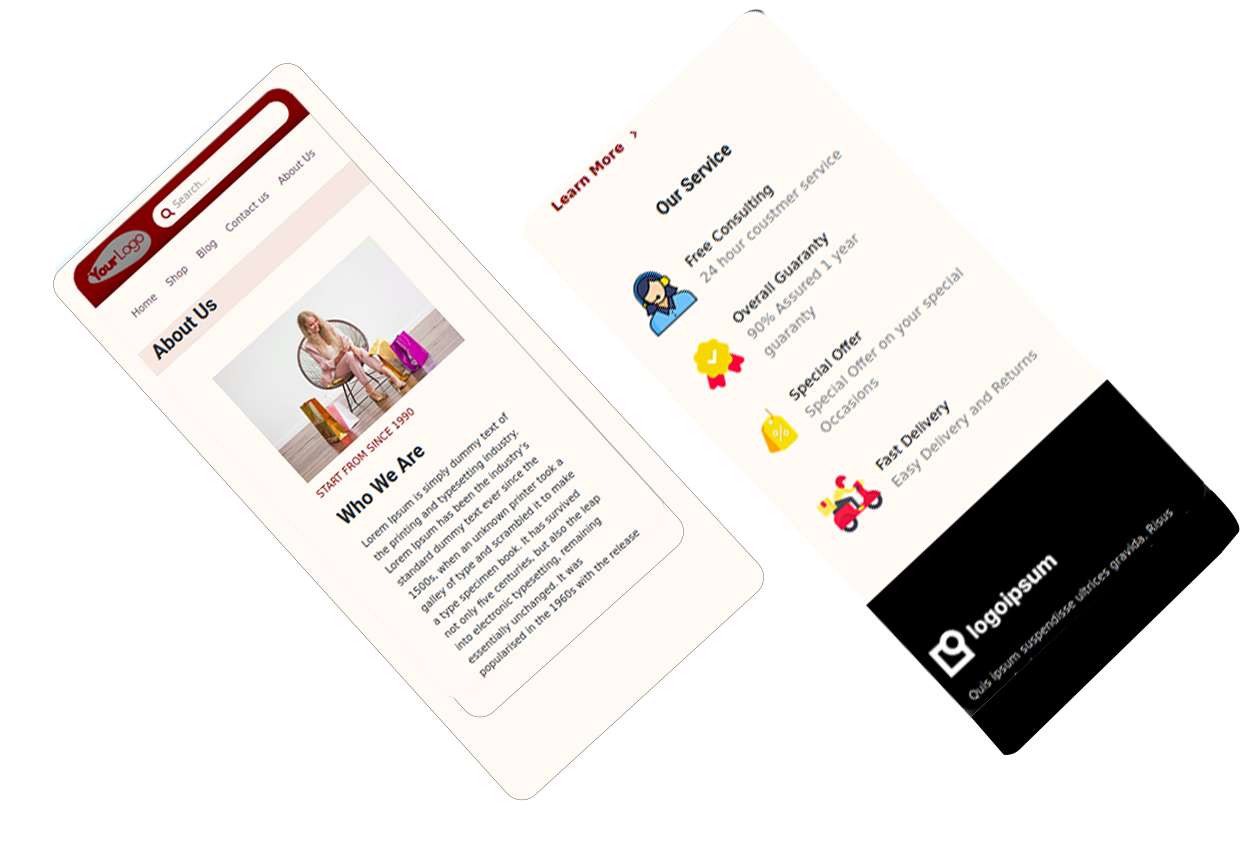 YourLogo
Search...
Home Shop Blog Contact us About Us
About Us
START FROM SINCE 1990
Who We Are
Lorem Ipsum is simply dummy text of
the printing and typesetting industry.
Lorem Ipsum has been the industry's
standard dummy text ever since the
1500s, when an unknown printer took a
galley of type and scrambled it to make
a type specimen book. It has survived
not only five centuries, but also the leap
into electronic typesetting, remaining
essentially unchanged. It was
popularised in the 1960s with the release
Learn More
Our Service
Free Consulting
24 hour coustmer service
Overall Guaranty
90% Assured 1 year
guaranty
Special Offer
Special Offer on your special
Occasions
Fast Delivery
Easy Delivery and Returns
logoipsum
Quis ipsum suspendisse ultrices gravida. Risus